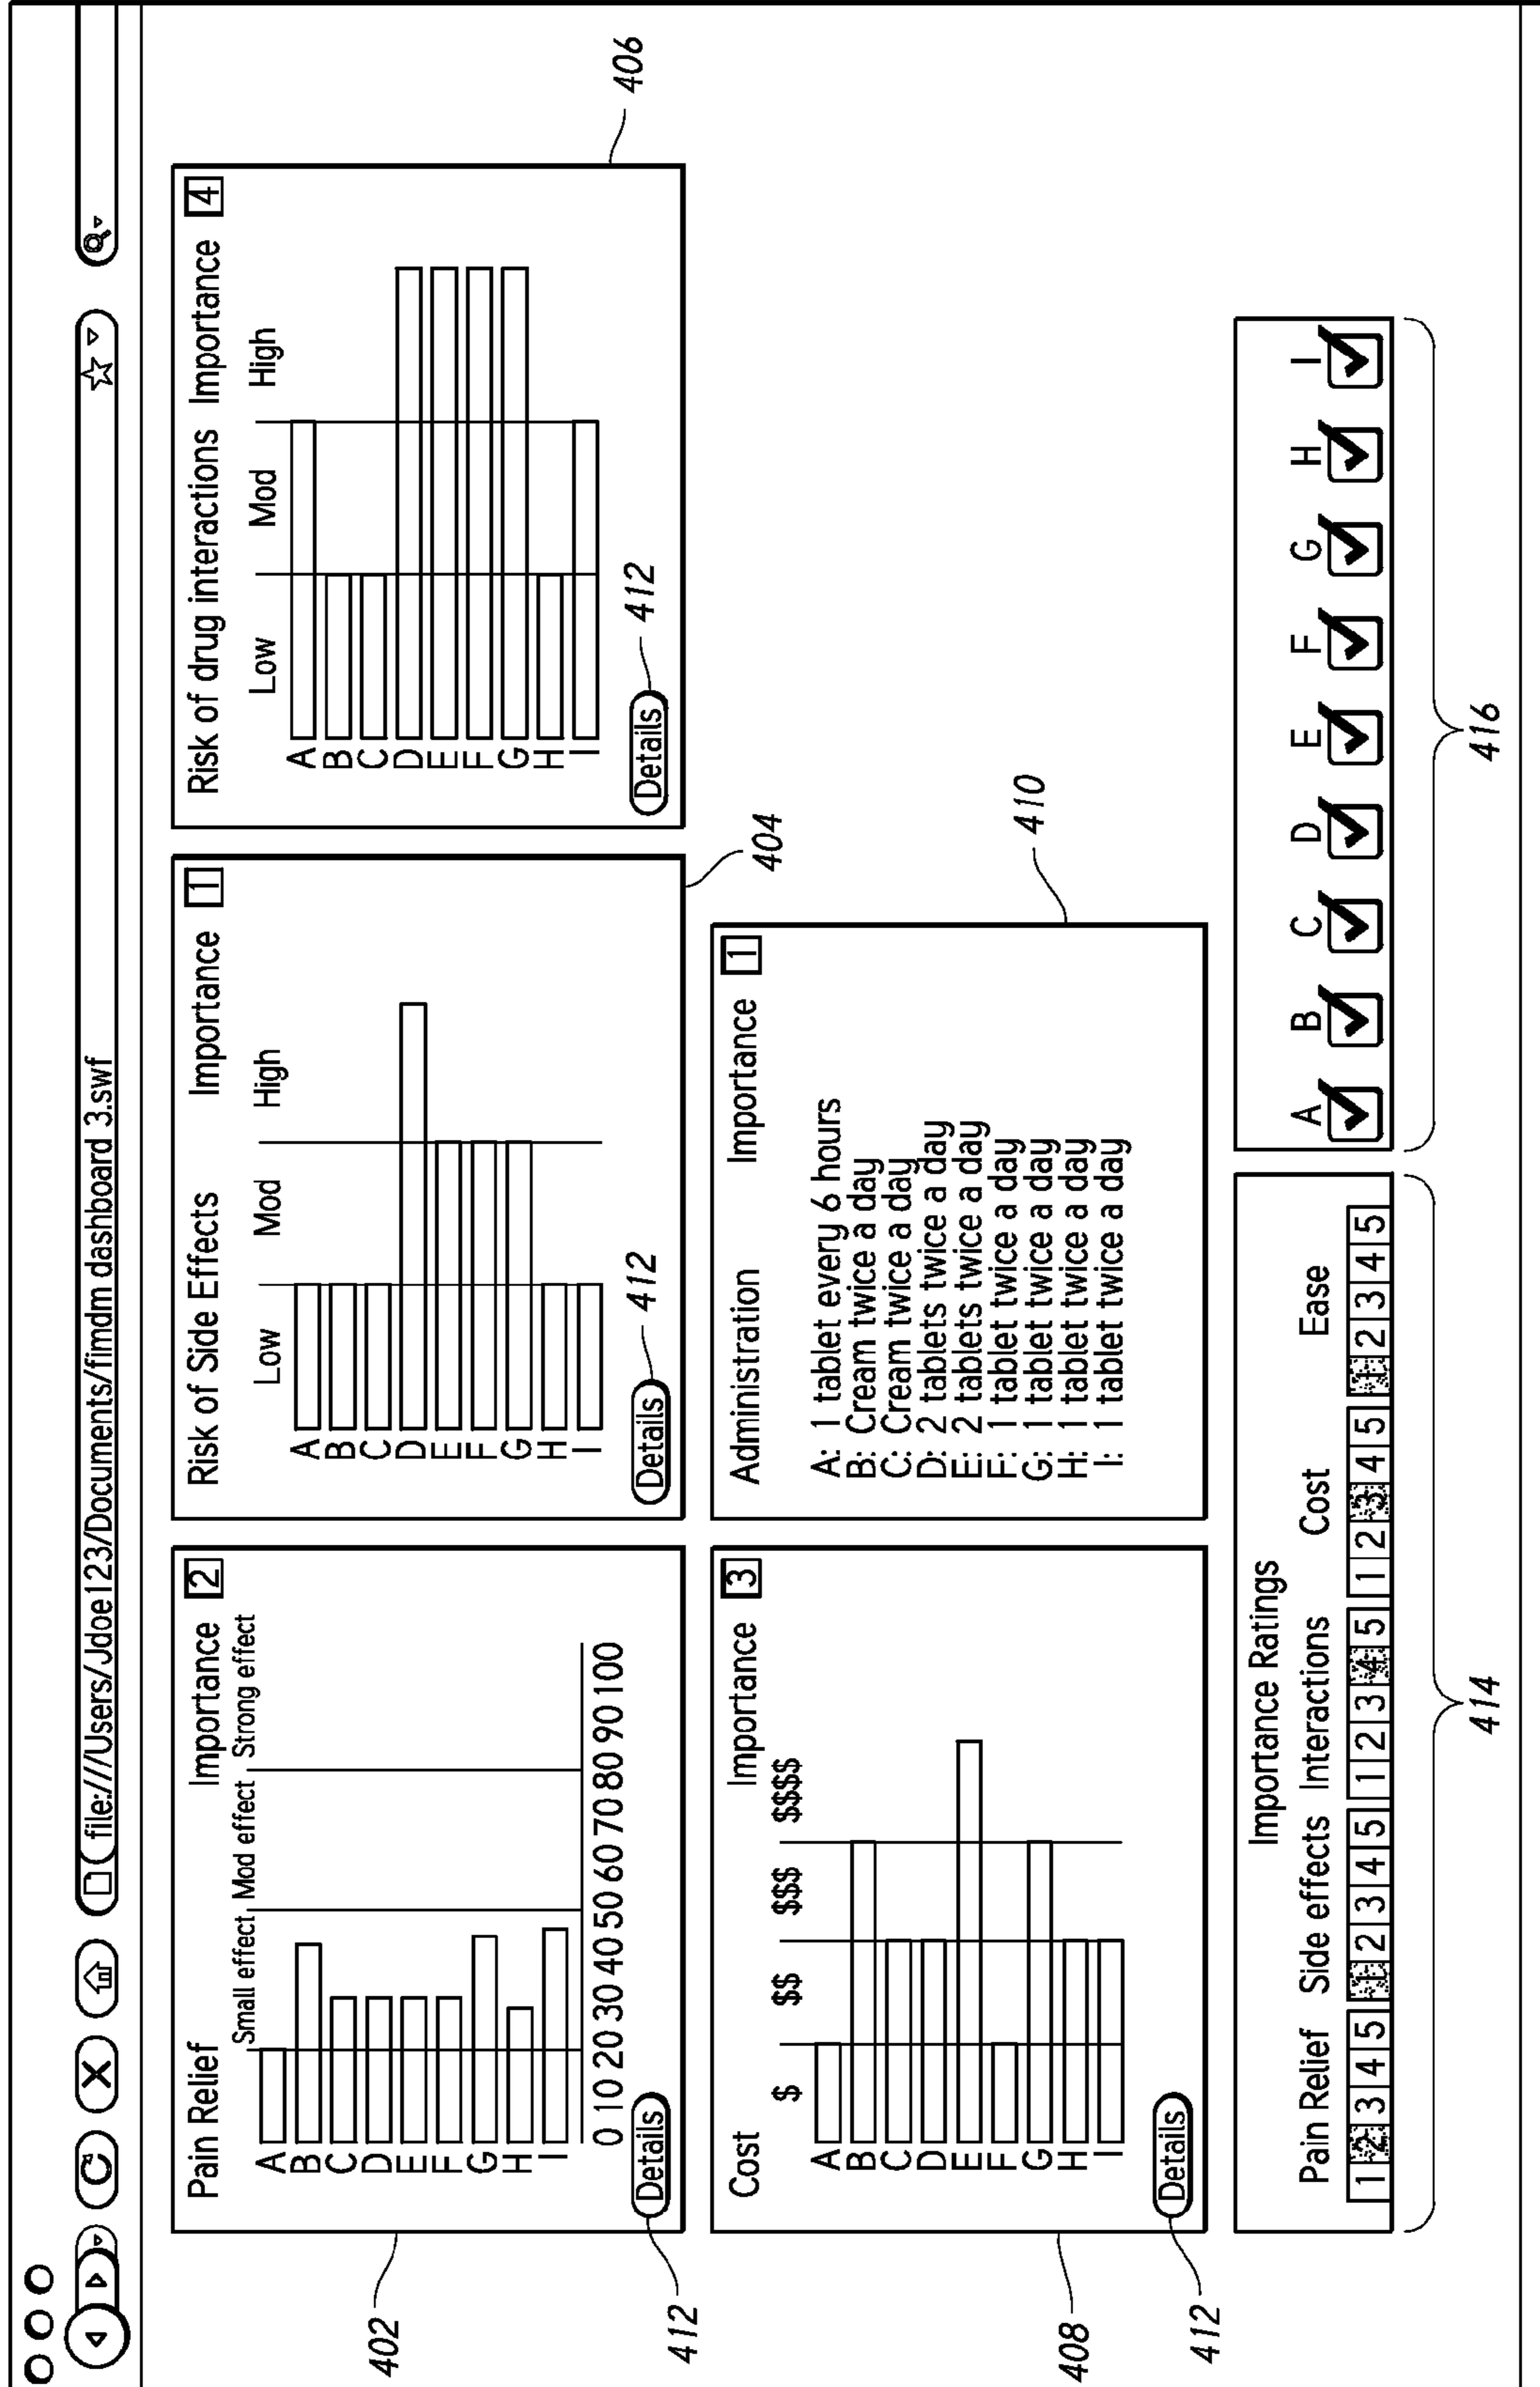 file:///Users/Jdoe123/Documents/fimdm dashboard 3.swf
Pain Relief Importance 2
Small effect Mod effect Strong effect
A
B
C
D
E
F
G
H
I
0 10 20 30 40 50 60 70 80 90 100
Details
402
412
Risk of Side Effects Importance 1
Low Mod High
A
B
C
D
E
F
G
H
I
Details
412
404
Risk of drug interactions Importance 4
Low Mod High
A
B
C
D
E
F
G
H
I
Details
412
406
Cost Importance 3
$ $$ $$$ $$$$
A
B
C
D
E
F
G
H
I
Details
408
412
Administration Importance 1
A: 1 tablet every 6 hours
B: Cream twice a day
C: Cream twice a day
D: 2 tablets twice a day
E: 2 tablets twice a day
F: 1 tablet twice a day
G: 1 tablet twice a day
H: 1 tablet twice a day
I: 1 tablet twice a day
410
Importance Ratings
Pain Relief Side effects Interactions Cost Ease
1 2 3 4 5 1 2 3 4 5 1 2 3 4 5 1 2 3 4 5 1 2 3 4 5
414
A B C D E F G H I
416